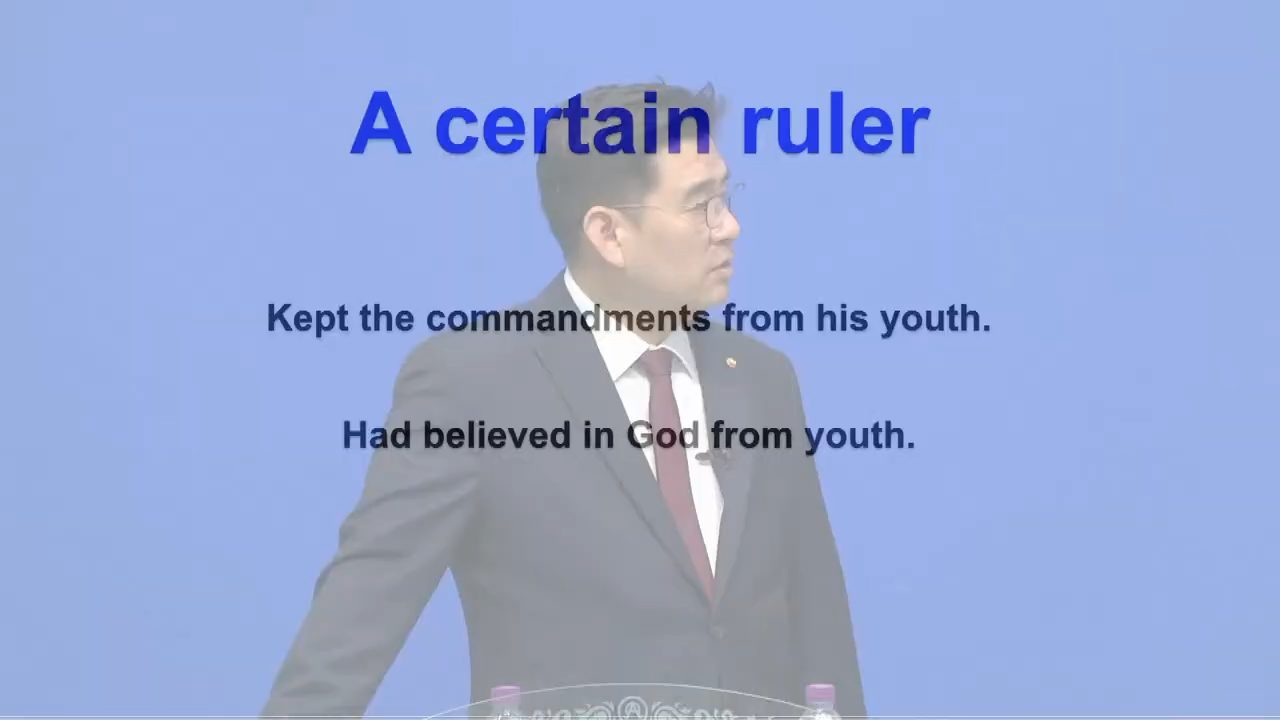 A certain ruler
Kept the commandments from his youth.
Had believed in God from youth.